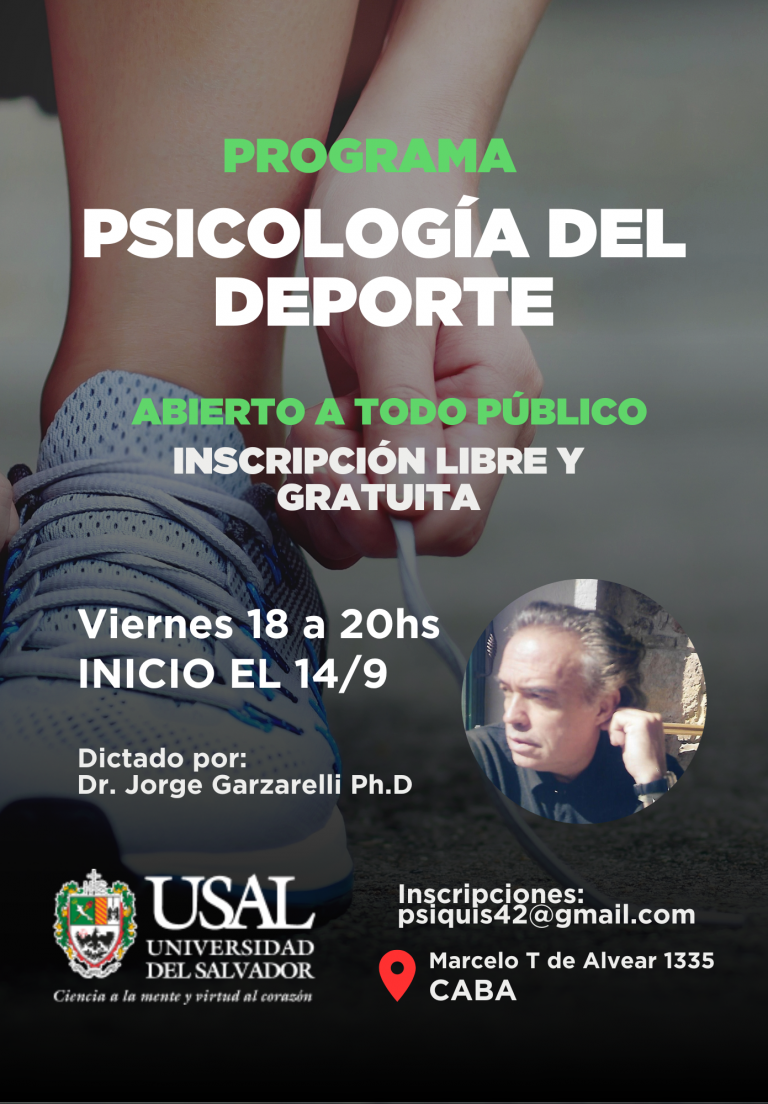 PROGRAMA
PSICOLOGÍA DEL
DEPORTE
ABIERTO A TODO PÚBLICO
INSCRIPCIÓN LIBRE Y
GRATUITA
Viernes 18 a 20hs
INICIO EL 14/9
Dictado por:
Dr. Jorge Garzarelli Ph.D
USAL
UNIVERSIDAD
DEL SALVADOR
Ciencia a la mente y virtud al corazón
Inscripciones:
psiquis42@gmail.com
Marcelo T de Alvear 1335
CABA